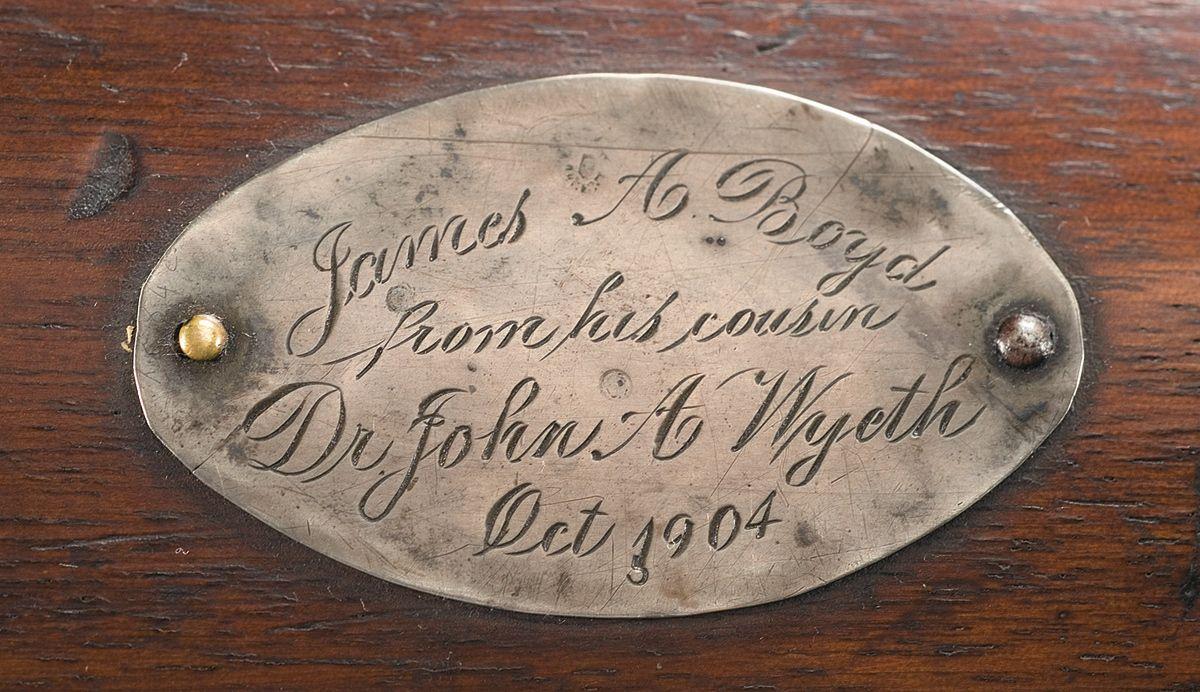 James A. Boyd
from his cousin
Dr. John A Wyeth
Oct 1904